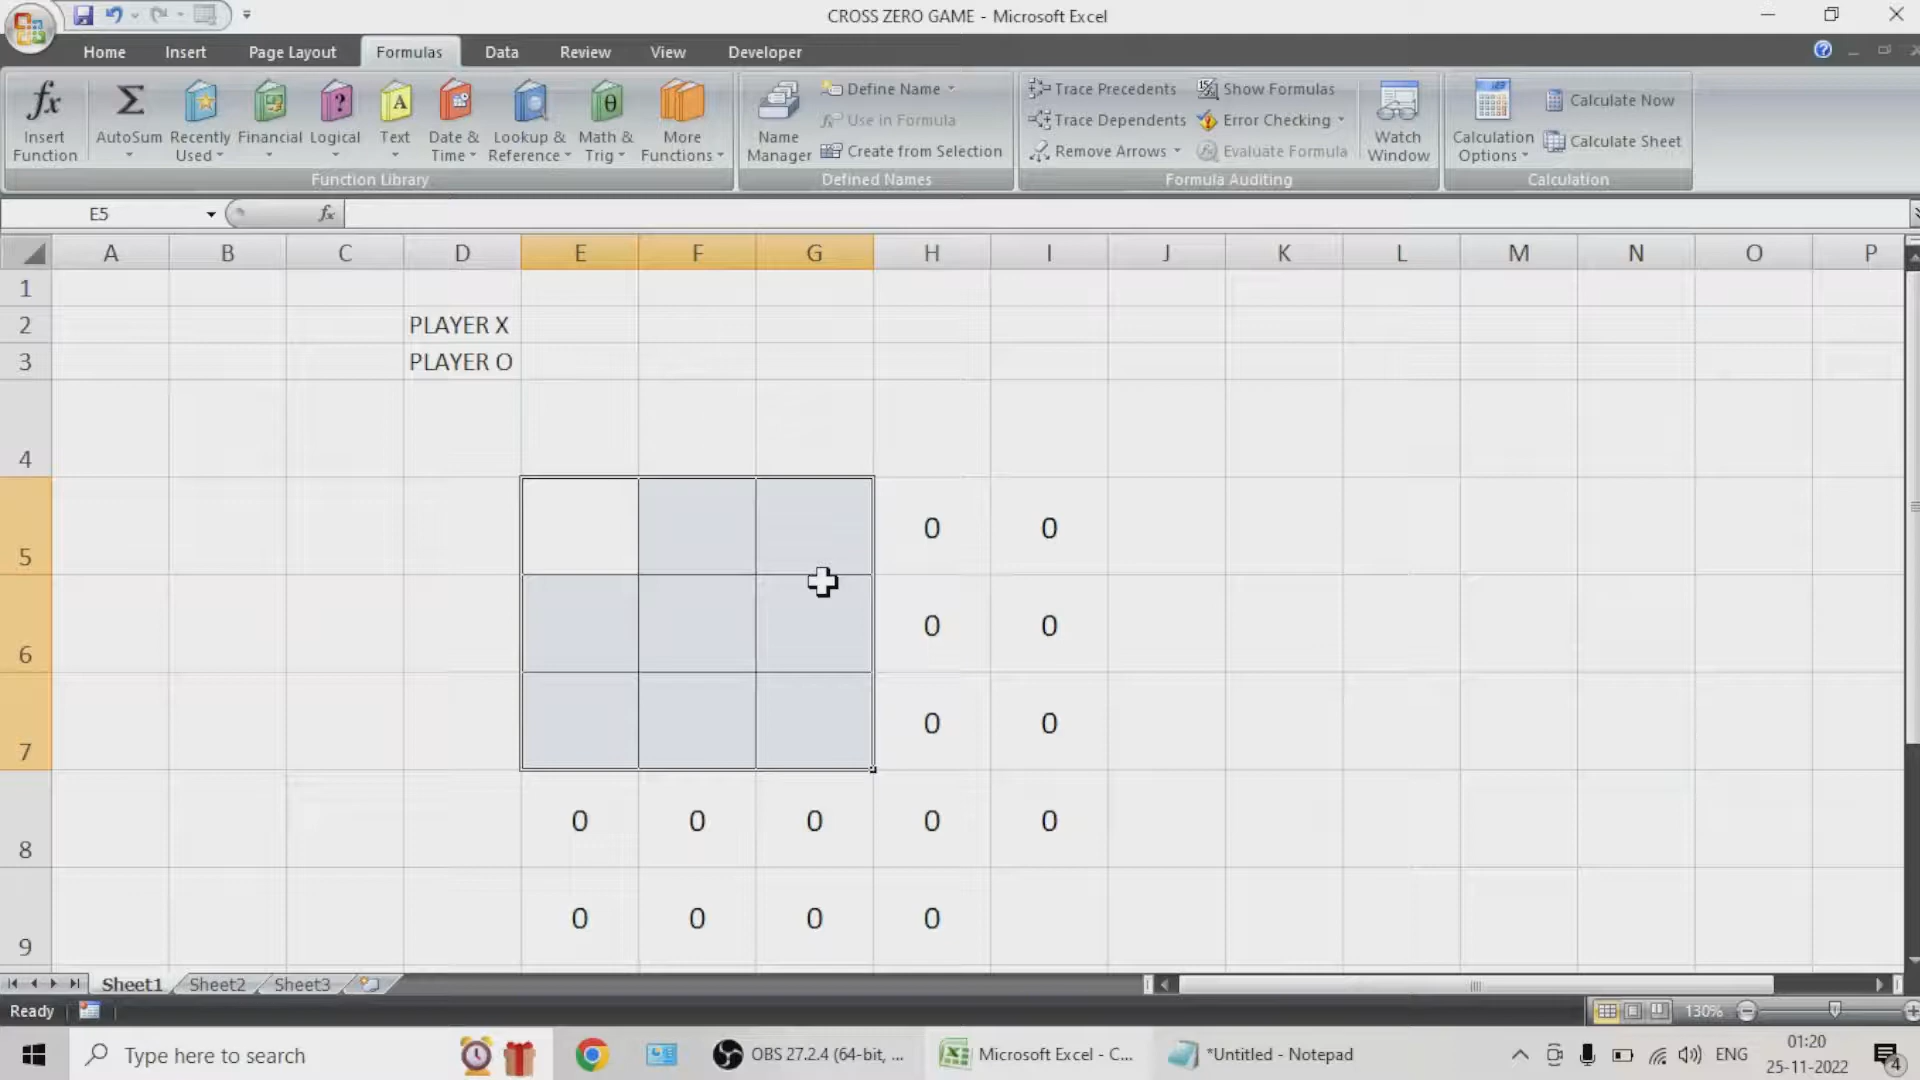 CROSS ZERO GAME - Microsoft Excel
Home Insert Page Layout Formulas Data Review View Developer
fx Σ ? A θ
Insert Function
AutoSum
Recently Used
Financial
Logical
Text
Date & Time
Lookup & Reference
Math & Trig
More Functions
Function Library
Name Manager
Define Name
Use in Formula
Create from Selection
Defined Names
Trace Precedents
Trace Dependents
Remove Arrows
Show Formulas
Error Checking
Evaluate Formula
Watch Window
Formula Auditing
Calculation Options
Calculate Now
Calculate Sheet
Calculation
E5 fx
A B C D E F G H I J K L M N O P
1
2 PLAYER X
3 PLAYER O
4
5 0 0
6 0 0
7 0 0
8 0 0 0 0 0
9 0 0 0 0
Sheet1 Sheet2 Sheet3
Ready 130%
Type here to search OBS 27.2.4 (64-bit, ... Microsoft Excel - C... *Untitled - Notepad ENG 01:20
25-11-2022 4